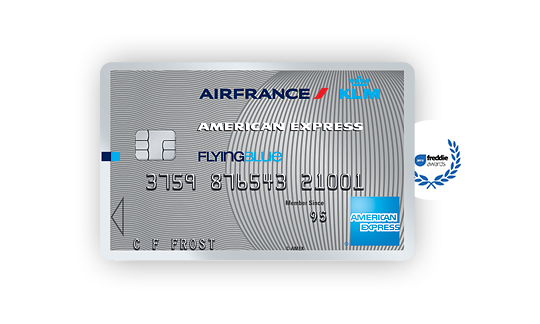 AIRFRANCE KLM
AMERICAN EXPRESS
FLYINGBLUE
freddie
awards
3759 876543 21001
Member Since
95
AMERICAN
EXPRESS
C F FROST